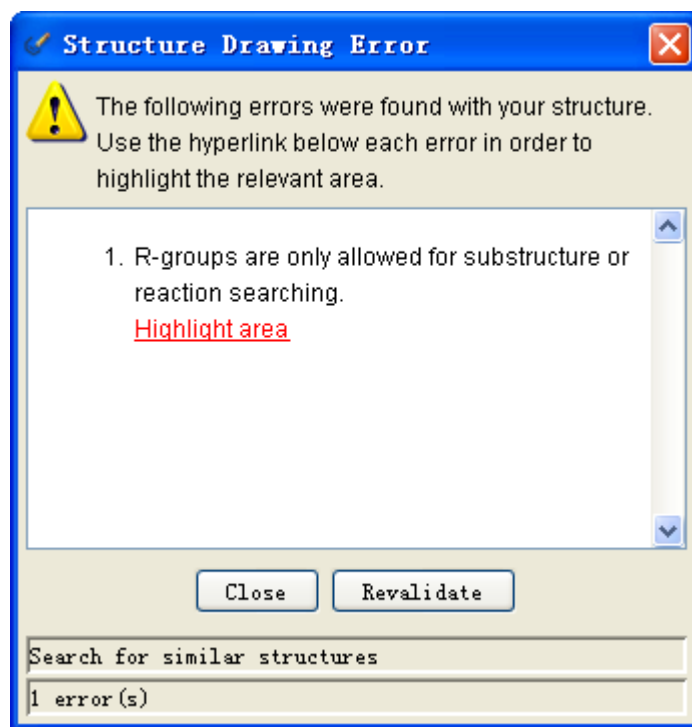 Structure Drawing Error
The following errors were found with your structure.
Use the hyperlink below each error in order to
highlight the relevant area.
1. R-groups are only allowed for substructure or
reaction searching.
Highlight area
Close Revalidate
Search for similar structures
1 error(s)